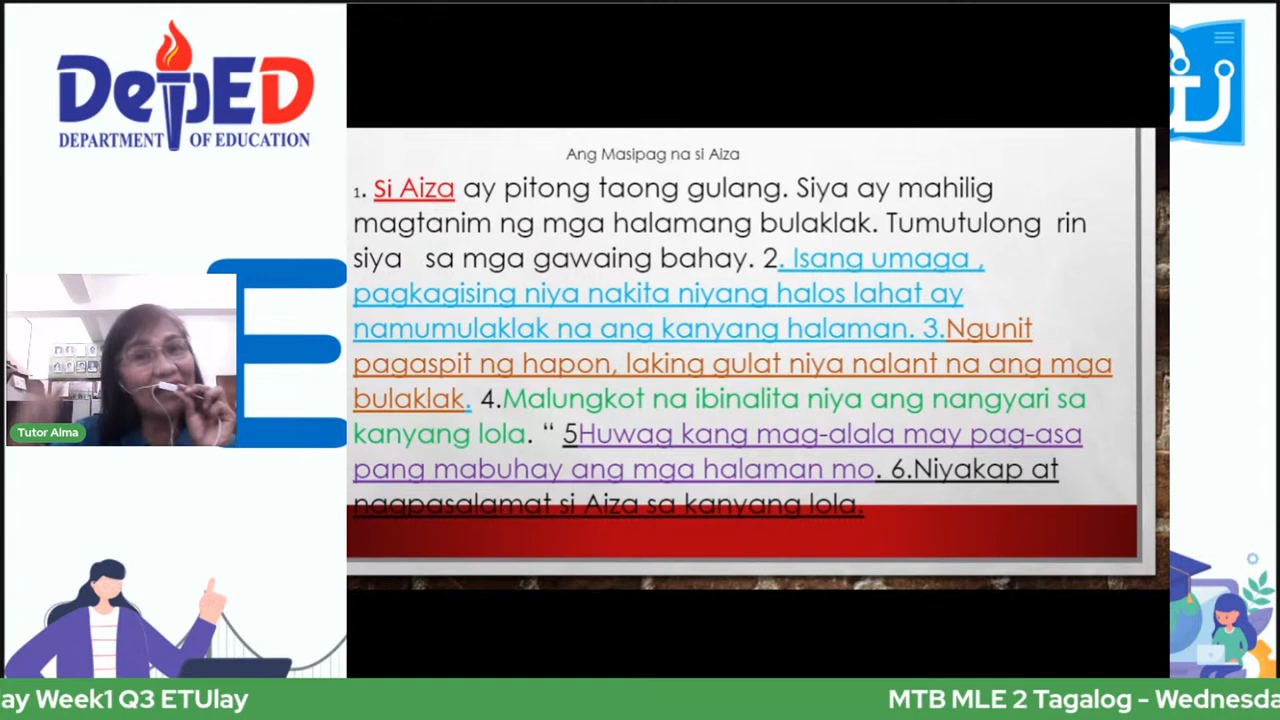 DepED
DEPARTMENT OF EDUCATION
Ang Masipag na si Aiza
1. Si Aiza ay pitong taong gulang. Siya ay mahilig
magtanim ng mga halamang bulaklak. Tumutulong rin
siya sa mga gawaing bahay. 2. Isang umaga ,
pagkagising niya nakita niyang halos lahat ay
namumulaklak na ang kanyang halaman. 3.Ngunit
pagaspit ng hapon, laking gulat niya nalant na ang mga
bulaklak. 4.Malungkot na ibinalita niya ang nangyari sa
kanyang lola. “ 5Huwag kang mag-alala may pag-asa
pang mabuhay ang mga halaman mo. 6.Niyakap at
nagpasalamat si Aiza sa kanyang lola.
E
Tutor Alma
ay Week1 Q3 ETUlay
MTB MLE 2 Tagalog - Wednesda